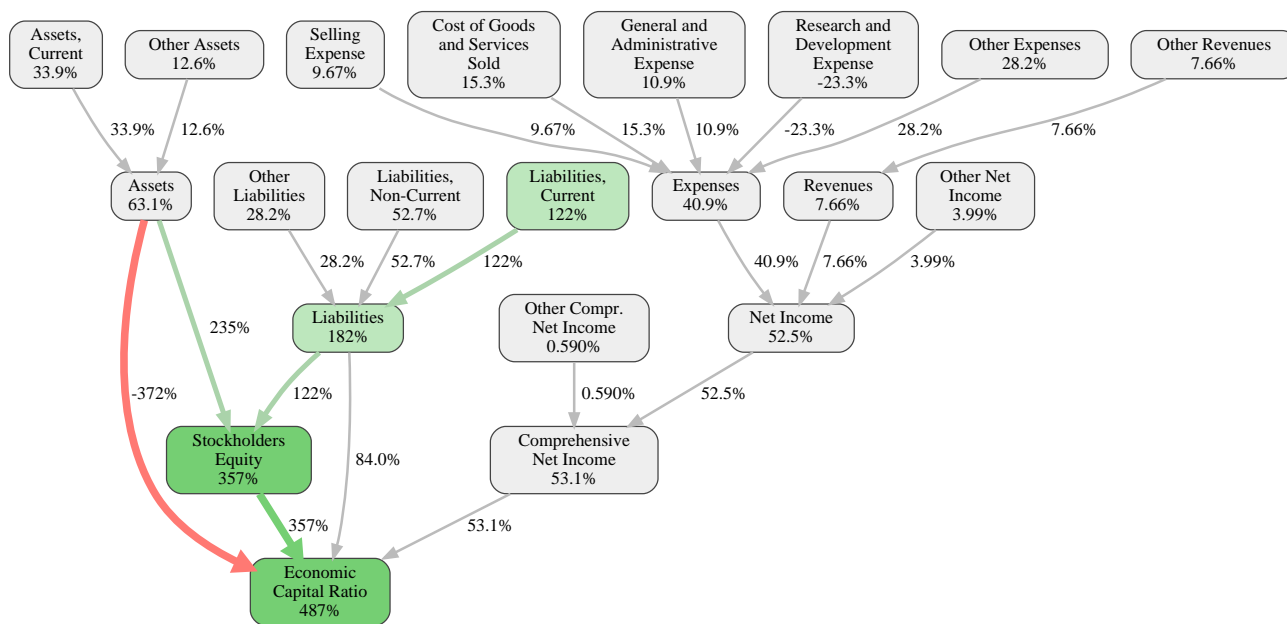 Assets,
Current
33.9%
Other Assets
12.6%
Selling
Expense
9.67%
Cost of Goods
and Services
Sold
15.3%
General and
Administrative
Expense
10.9%
Research and
Development
Expense
-23.3%
Other Expenses
28.2%
Other Revenues
7.66%
33.9%
12.6%
9.67%
15.3%
10.9%
-23.3%
28.2%
7.66%
Assets
63.1%
Other
Liabilities
28.2%
Liabilities,
Non-Current
52.7%
Liabilities,
Current
122%
Expenses
40.9%
Revenues
7.66%
Other Net
Income
3.99%
28.2%
52.7%
122%
40.9%
7.66%
3.99%
235%
Liabilities
182%
Other Compr.
Net Income
0.590%
Net Income
52.5%
-372%
122%
0.590%
52.5%
Stockholders
Equity
357%
84.0%
Comprehensive
Net Income
53.1%
357%
53.1%
Economic
Capital Ratio
487%